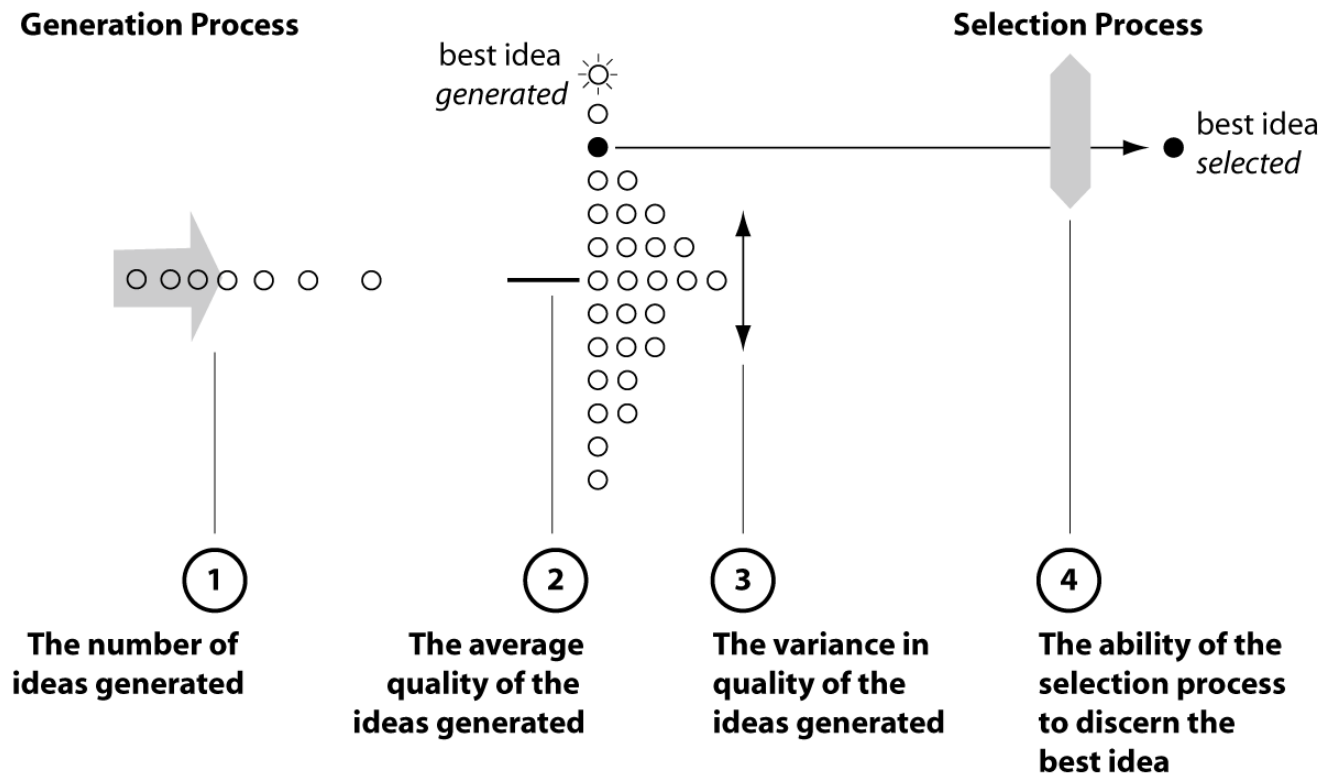 Generation Process
Selection Process
best idea
generated
best idea
selected
1
The number of
ideas generated
2
The average
quality of the
ideas generated
3
The variance in
quality of the
ideas generated
4
The ability of the
selection process
to discern the
best idea